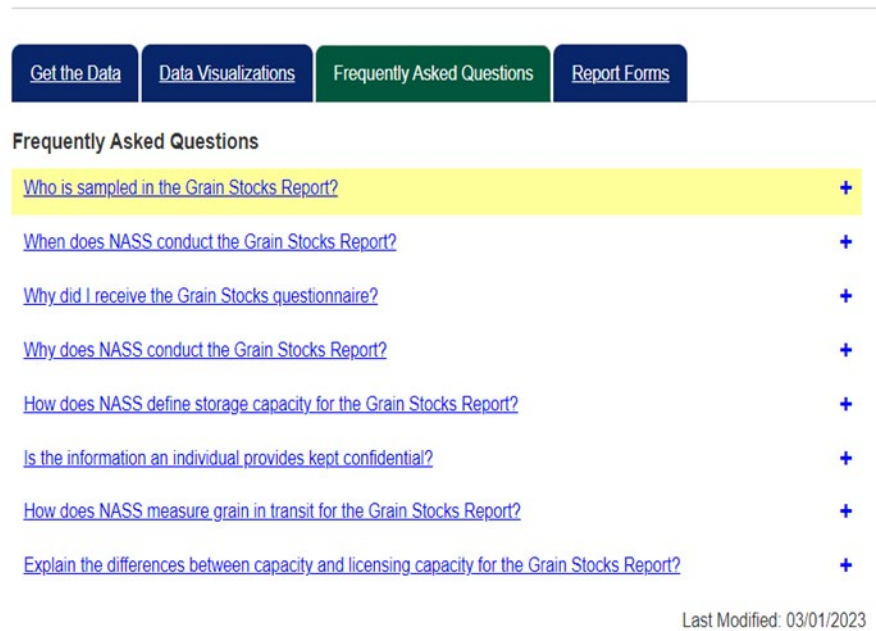 Get the Data
Data Visualizations
Frequently Asked Questions
Report Forms
Frequently Asked Questions
Who is sampled in the Grain Stocks Report? +
When does NASS conduct the Grain Stocks Report? +
Why did I receive the Grain Stocks questionnaire? +
Why does NASS conduct the Grain Stocks Report? +
How does NASS define storage capacity for the Grain Stocks Report? +
Is the information an individual provides kept confidential? +
How does NASS measure grain in transit for the Grain Stocks Report? +
Explain the differences between capacity and licensing capacity for the Grain Stocks Report? +
Last Modified: 03/01/2023